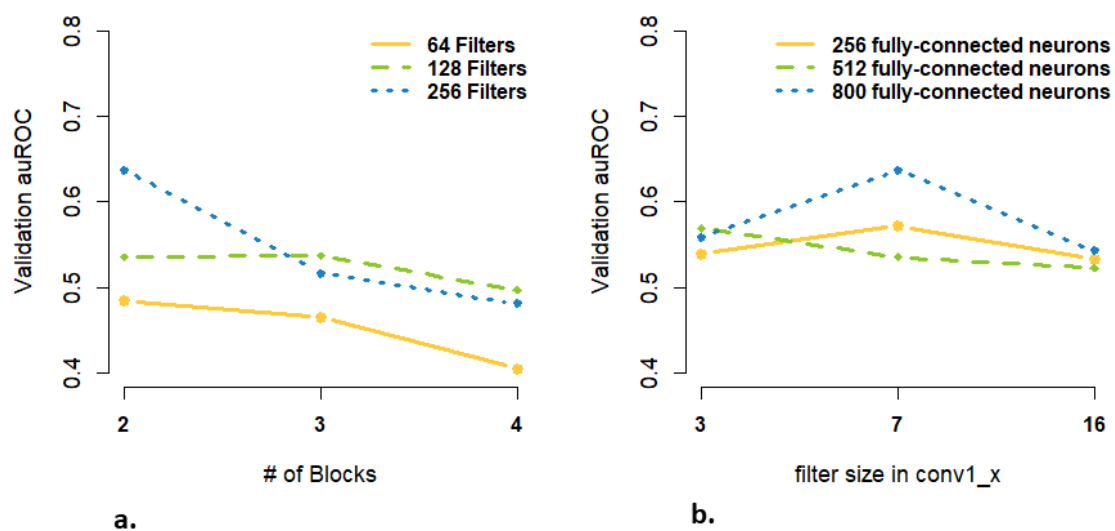 0.8
0.7
0.6
0.5
0.4
Validation auROC
64 Filters
128 Filters
256 Filters
2 3 4
# of Blocks
a.
0.8
0.7
0.6
0.5
0.4
Validation auROC
256 fully-connected neurons
512 fully-connected neurons
800 fully-connected neurons
3 7 16
filter size in conv1_x
b.